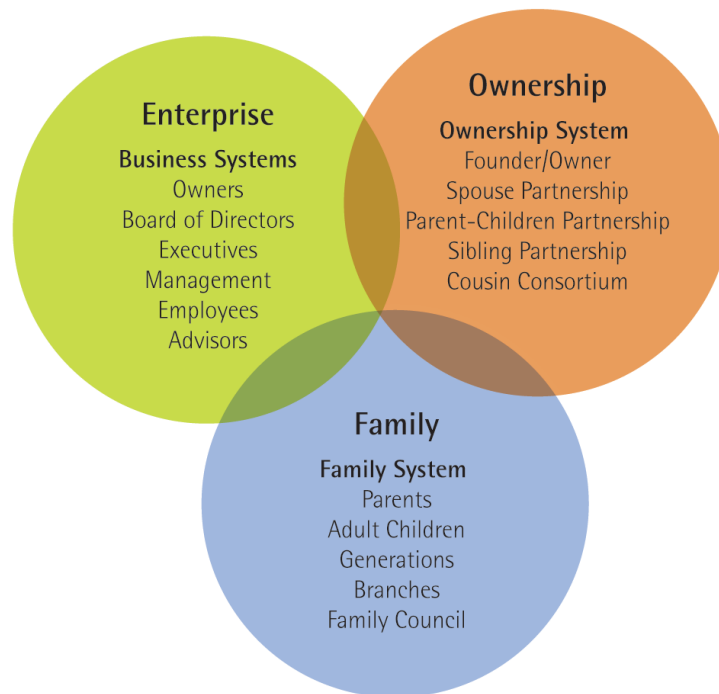 Enterprise
Business Systems
Owners
Board of Directors
Executives
Management
Employees
Advisors
Ownership
Ownership System
Founder/Owner
Spouse Partnership
Parent-Children Partnership
Sibling Partnership
Cousin Consortium
Family
Family System
Parents
Adult Children
Generations
Branches
Family Council